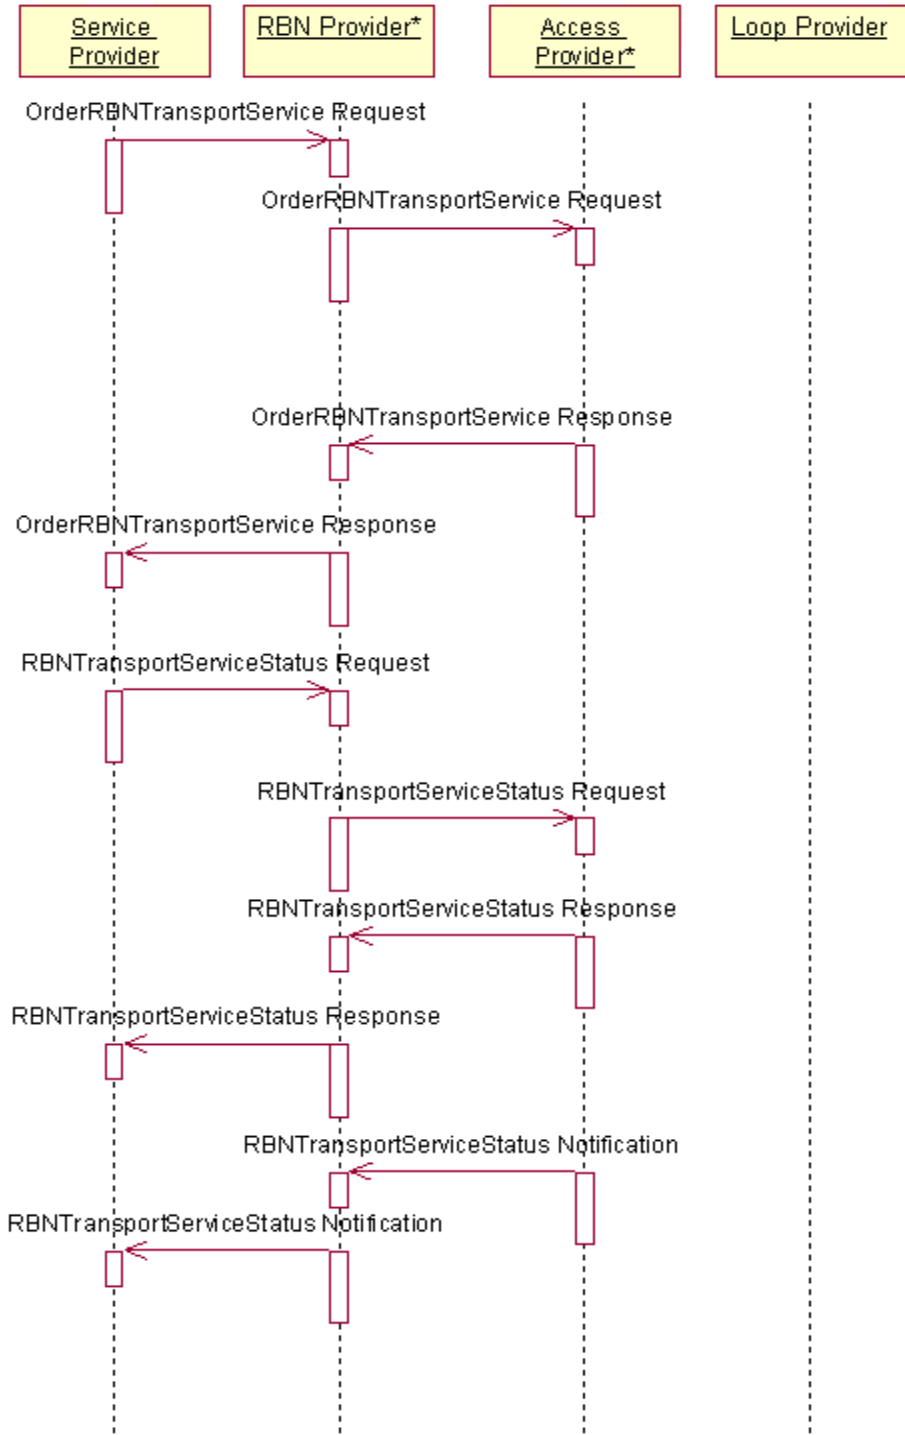 Service
Provider
RBN Provider*
Access
Provider*
Loop Provider
OrderRBNTransportService Request
OrderRBNTransportService Request
OrderRBNTransportService Response
OrderRBNTransportService Response
RBNTransportServiceStatus Request
RBNTransportServiceStatus Request
RBNTransportServiceStatus Response
RBNTransportServiceStatus Response
RBNTransportServiceStatus Notification
RBNTransportServiceStatus Notification